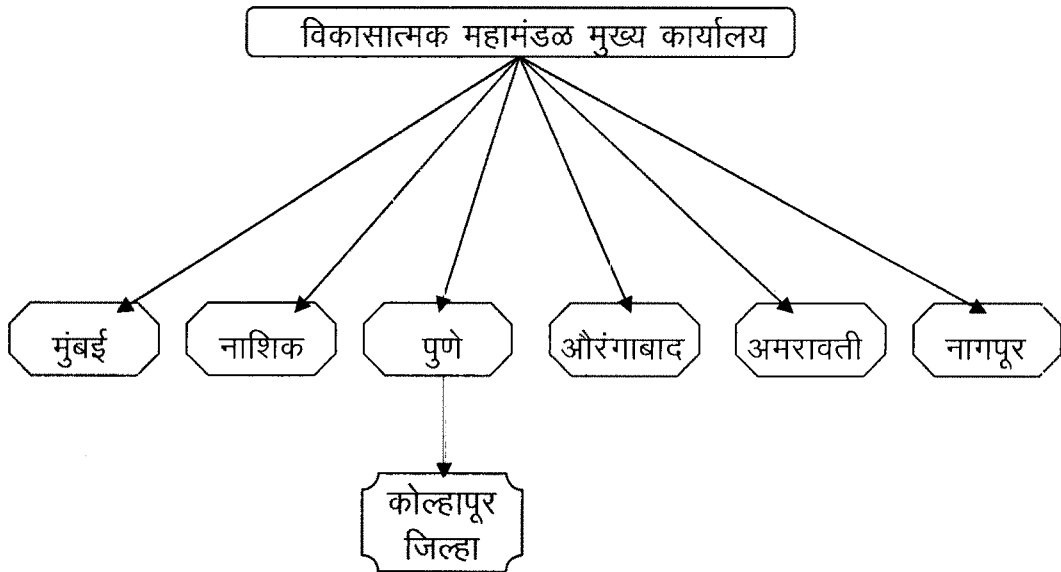 विकासात्मक महामंडळ मुख्य कार्यालय
मुंबई
नाशिक
पुणे
औरंगाबाद
अमरावती
नागपूर
कोल्हापूर
जिल्हा